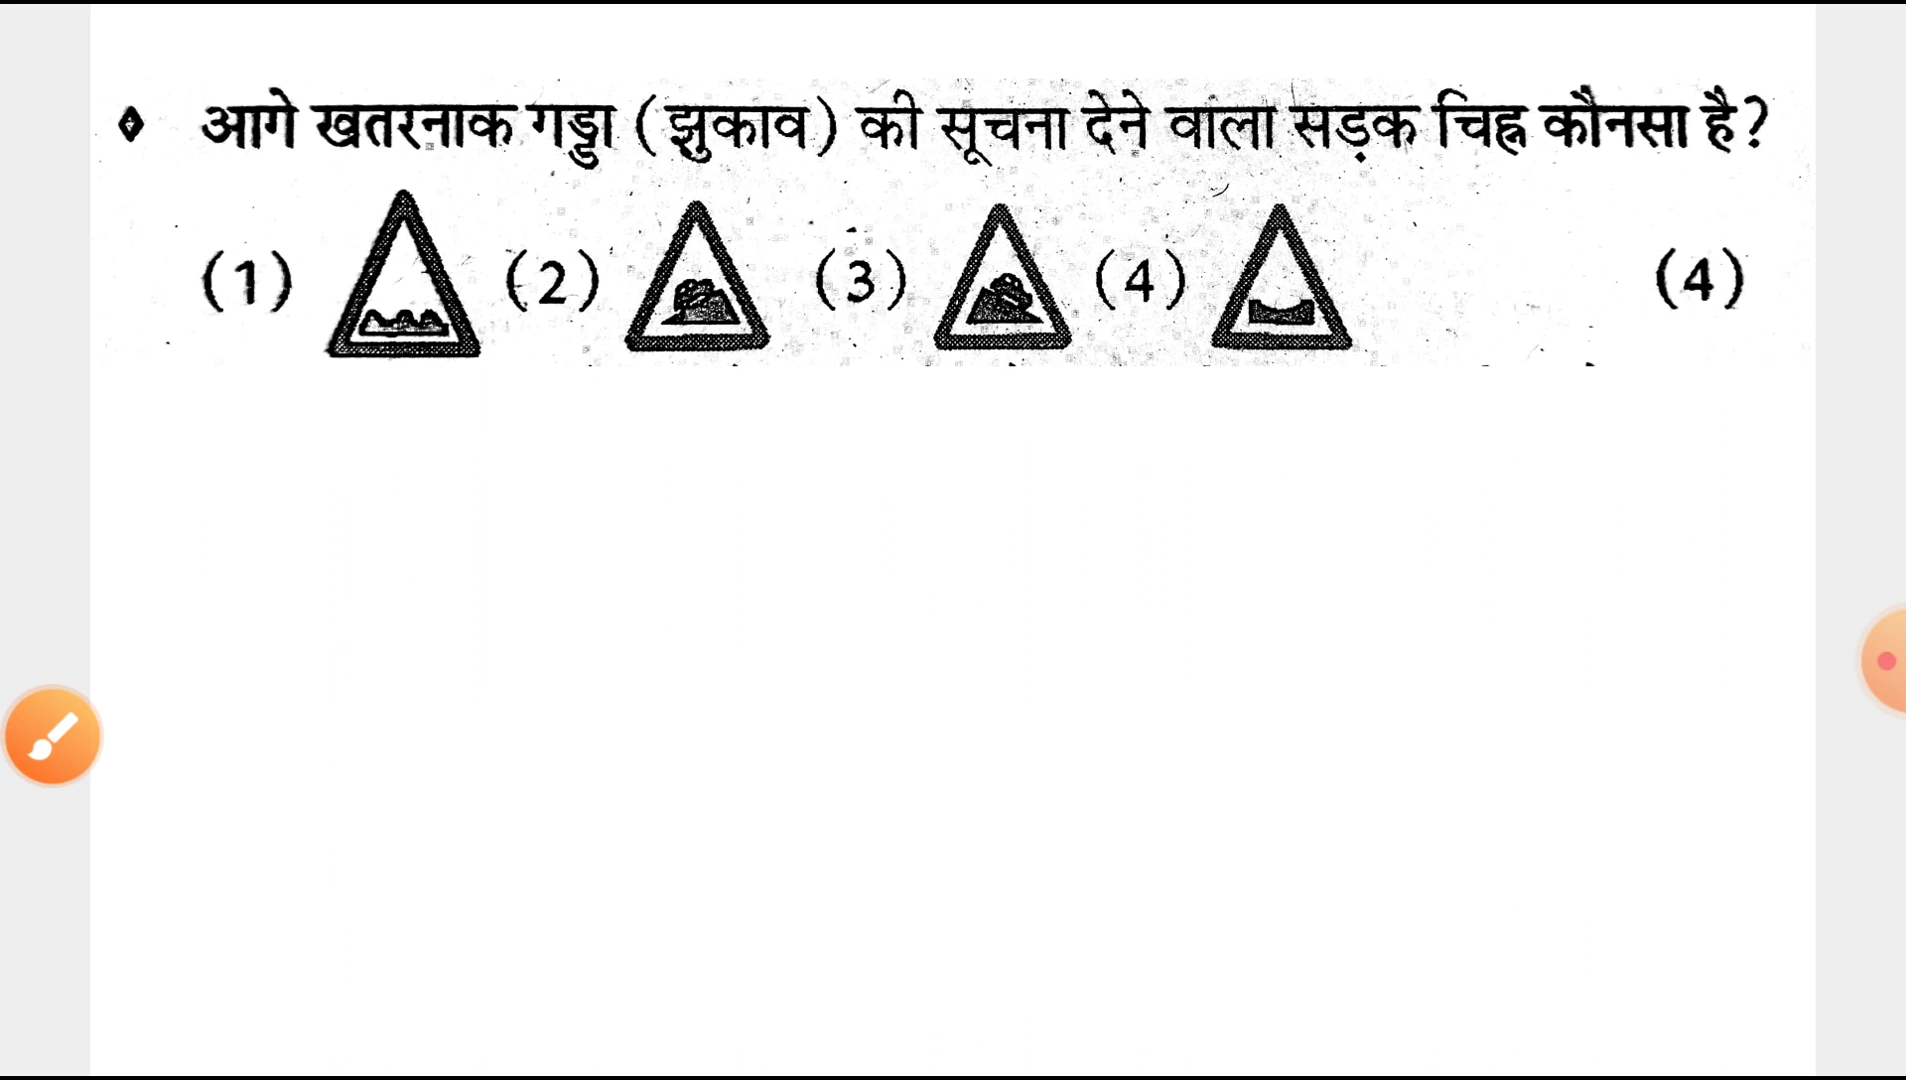 आगे खतरनाक गड्ढा (झुकाव) की सूचना देने वाला सड़क चिह्न कौनसा है?
(1) (2) (3) (4) (4)